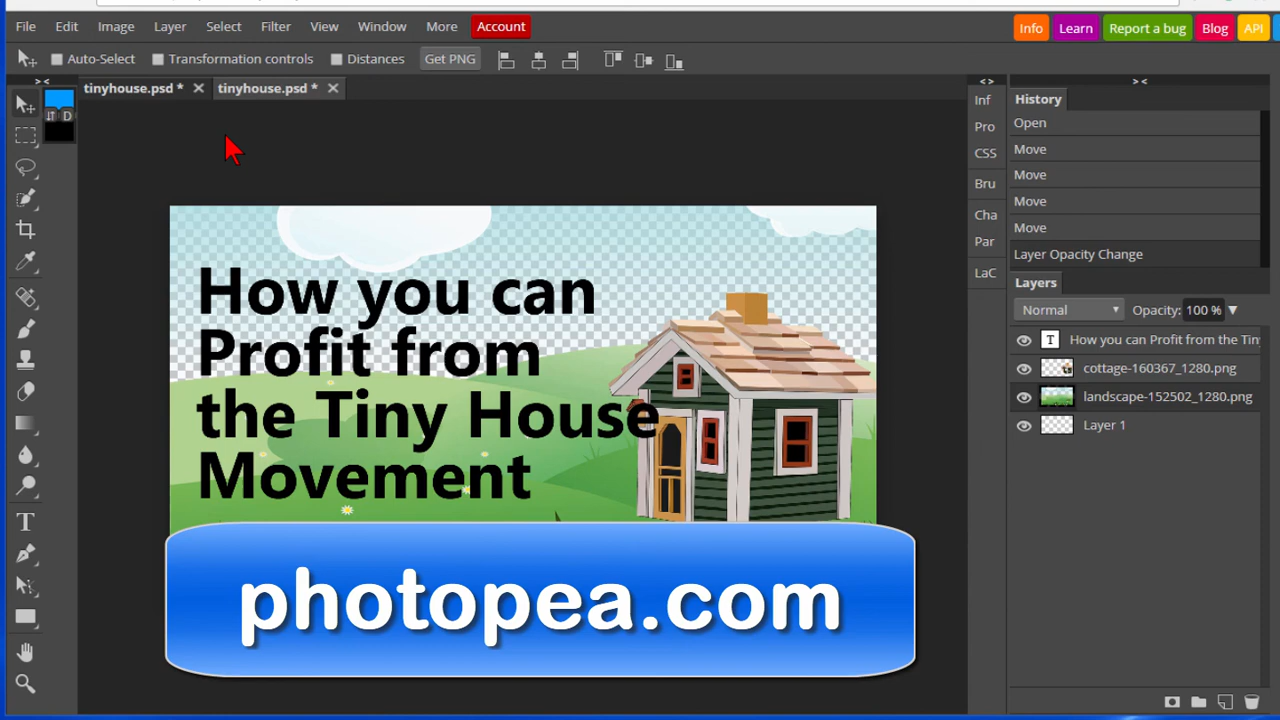 File Edit Image Layer Select Filter View Window More Account Info Learn Report a bug Blog API
Auto-Select Transformation controls Distances Get PNG
tinyhouse.psd * tinyhouse.psd *
D
Inf
Pro
CSS
Bru
Cha
Par
LaC
History
Open
Move
Move
Move
Move
Layer Opacity Change
Layers
Normal Opacity: 100 %
T How you can Profit from the Tin
cottage-160367_1280.png
landscape-152502_1280.png
Layer 1
How you can
Profit from
the Tiny House
Movement
photopea.com